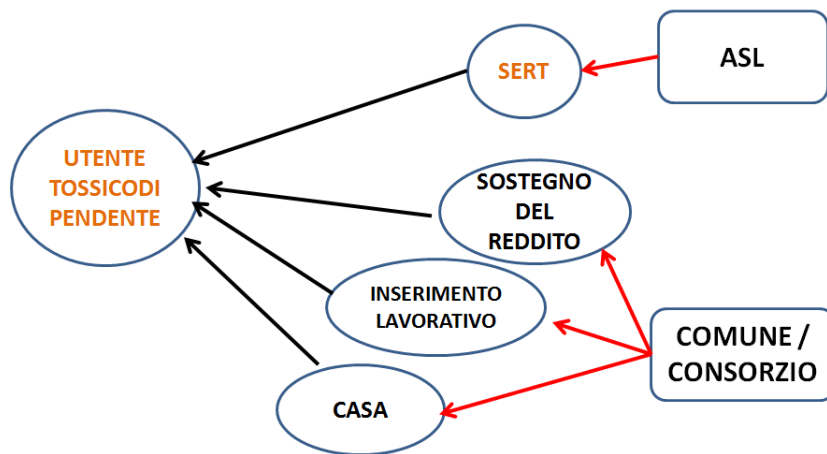 SERT
ASL
UTENTE
TOSSICODI
PENDENTE
SOSTEGNO
DEL
REDDITO
INSERIMENTO
LAVORATIVO
COMUNE /
CONSORZIO
CASA